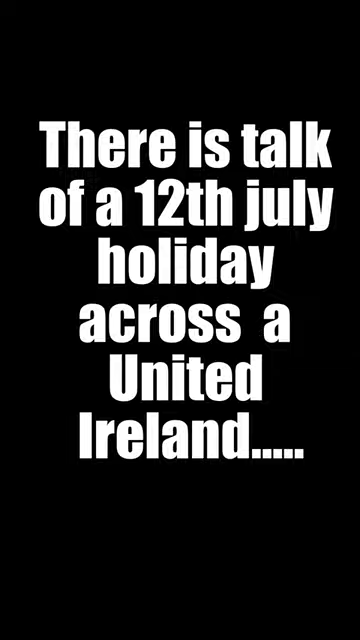 There is talk
of a 12th july
holiday
across a
United
Ireland.....